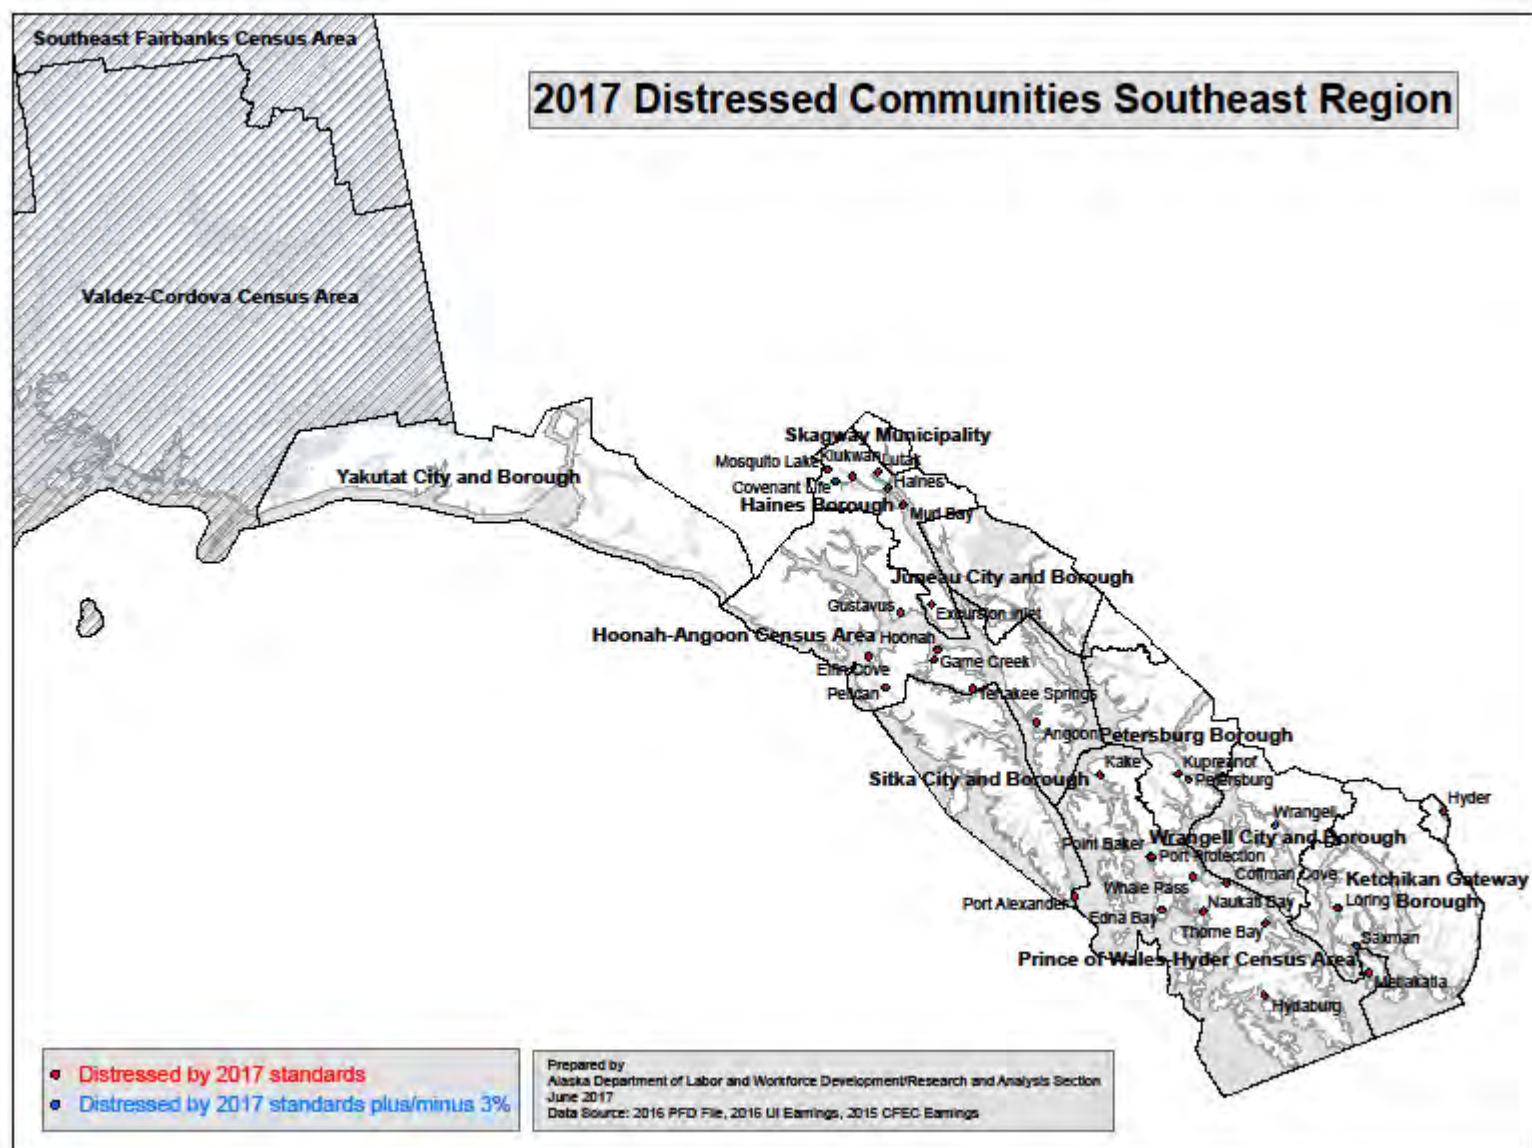 Southeast Fairbanks Census Area
2017 Distressed Communities Southeast Region
Valdez-Cordova Census Area
Skagway Municipality
Klukwan
Lutak
Mosquito Lake
Yakutat City and Borough
Covenant Life
Haines
Haines Borough
Mud Bay
Juneau City and Borough
Gustavus
Excursion Inlet
Hoonah-Angoon Census Area
Hoonah
Game Creek
Elfin Cove
Pelican
Tenakee Springs
Angoon
Petersburg Borough
Kake
Kupreanof
Sitka City and Borough
Petersburg
Hyder
Wrangell
Wrangell City and Borough
Point Baker
Port Protection
Coffman Cove
Ketchikan Gateway
Borough
Whale Pass
Loring
Port Alexander
Naukati Bay
Edna Bay
Thorne Bay
Saxman
Prince of Wales-Hyder Census Area
Metlakatla
Hydaburg
Distressed by 2017 standards
Distressed by 2017 standards plus/minus 3%
Prepared by
Alaska Department of Labor and Workforce Development/Research and Analysis Section
June 2017
Data Source: 2016 PFD File, 2016 UI Earnings, 2015 CFEC Earnings